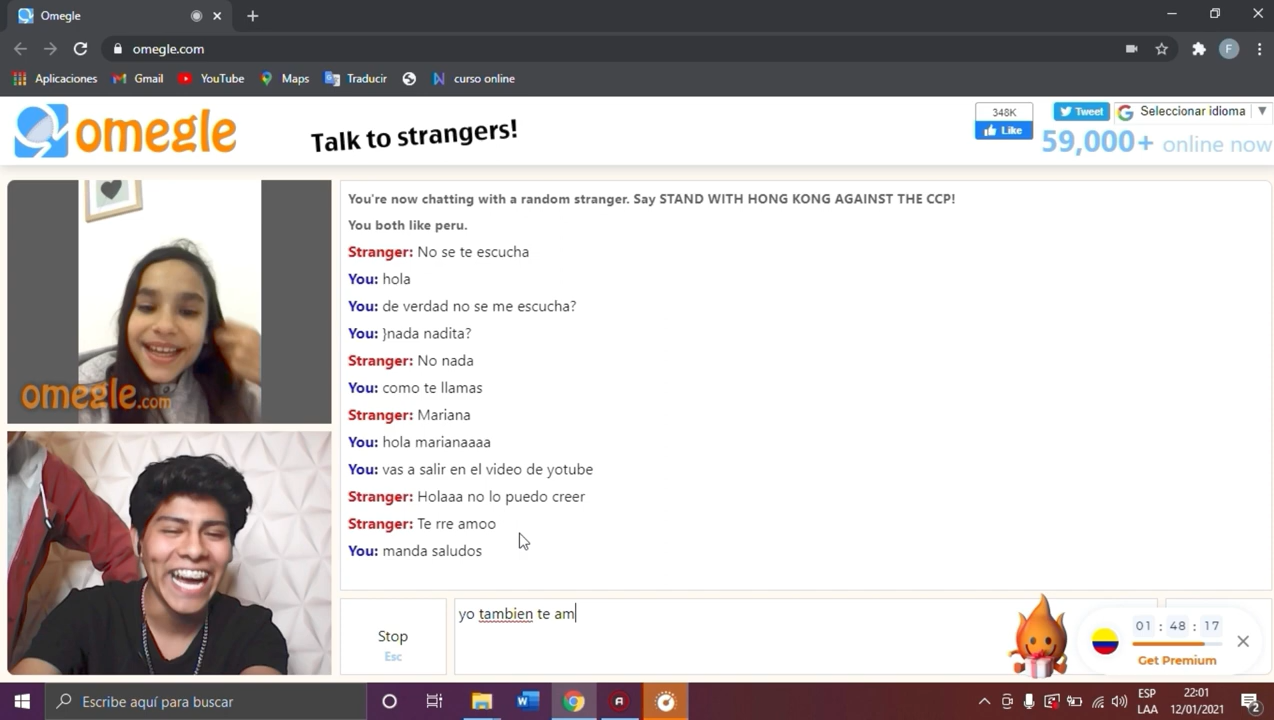 Omegle
omegle.com
F
Aplicaciones
Gmail
YouTube
Maps
Traducir
curso online
omegle
Talk to strangers!
348K
Like
Tweet
Seleccionar idioma
59,000+ online now
omegle.com
You're now chatting with a random stranger. Say STAND WITH HONG KONG AGAINST THE CCP!
You both like peru.
Stranger: No se te escucha
You: hola
You: de verdad no se me escucha?
You: }nada nadita?
Stranger: No nada
You: como te llamas
Stranger: Mariana
You: hola marianaaaa
You: vas a salir en el video de yotube
Stranger: Holaaa no lo puedo creer
Stranger: Te rre amoo
You: manda saludos
Stop
Esc
yo tambien te am
01 : 48 : 17
Get Premium
Escribe aquí para buscar
ESP
LAA
22:01
12/01/2021
2